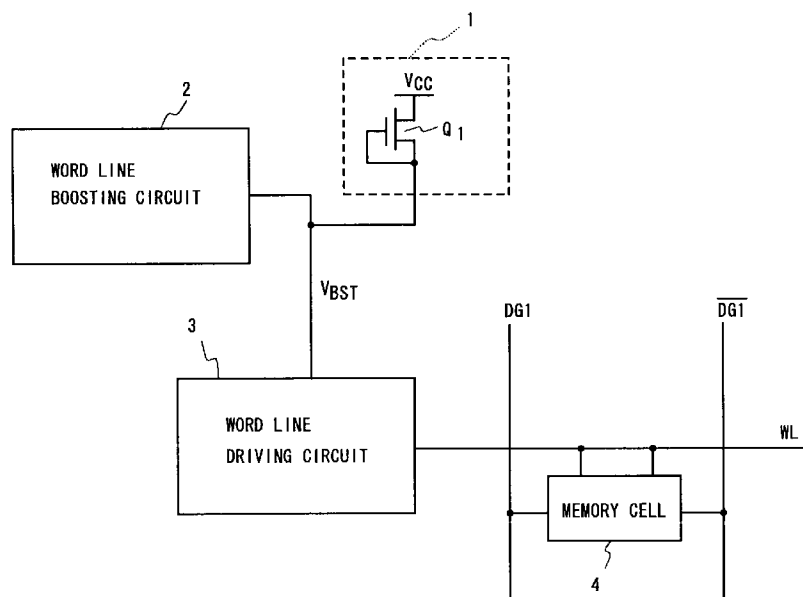 1
2
VCC
Q1
WORD LINE
BOOSTING CIRCUIT
VBST
3
DG1
DG1
WORD LINE
DRIVING CIRCUIT
WL
MEMORY CELL
4